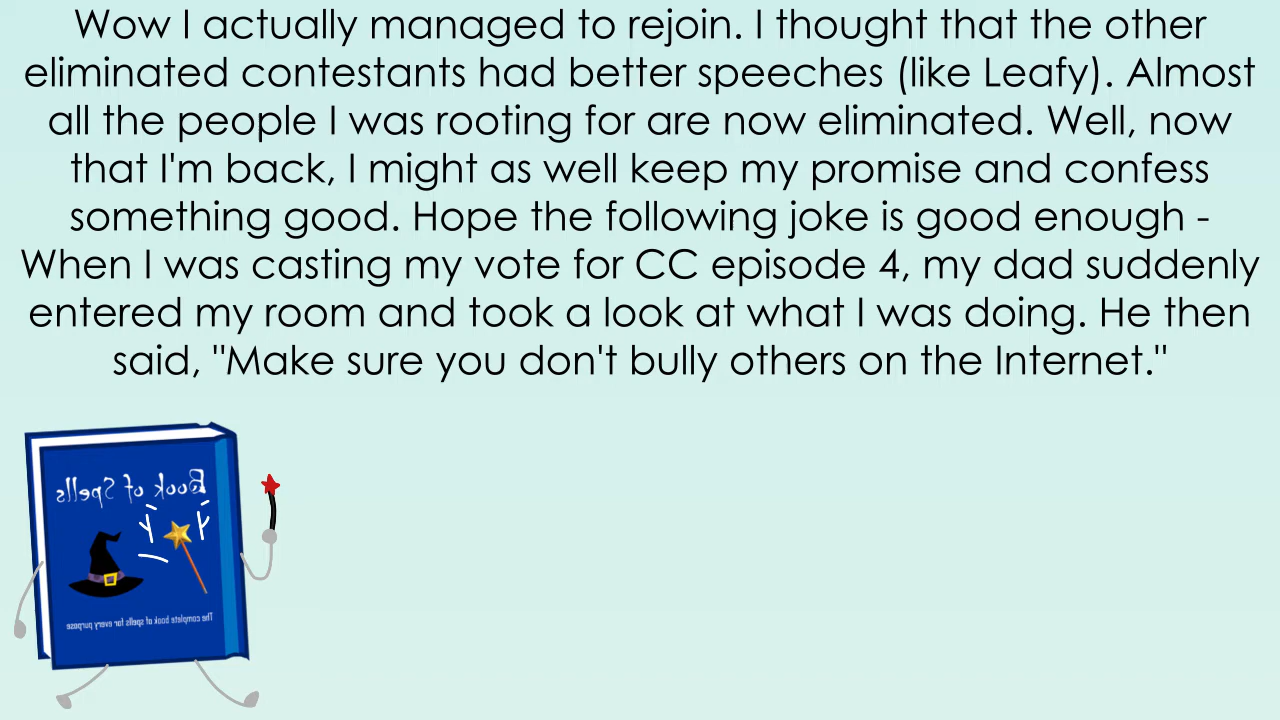 Wow I actually managed to rejoin. I thought that the other
eliminated contestants had better speeches (like Leafy). Almost
all the people I was rooting for are now eliminated. Well, now
that I'm back, I might as well keep my promise and confess
something good. Hope the following joke is good enough -
When I was casting my vote for CC episode 4, my dad suddenly
entered my room and took a look at what I was doing. He then
said, "Make sure you don't bully others on the Internet."
Book of Spells
The complete book of spells for every purpose